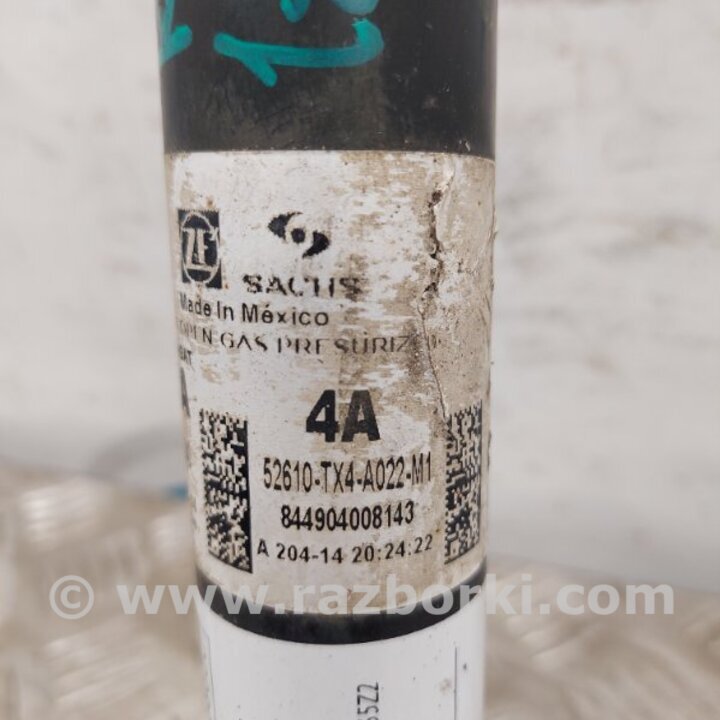 ZF
SACHS
Made In México
GAS PRESURIZ
4A
52610-TX4-A022-M1
844904008143
A 204-14 20:24:22
© www.razborki.com